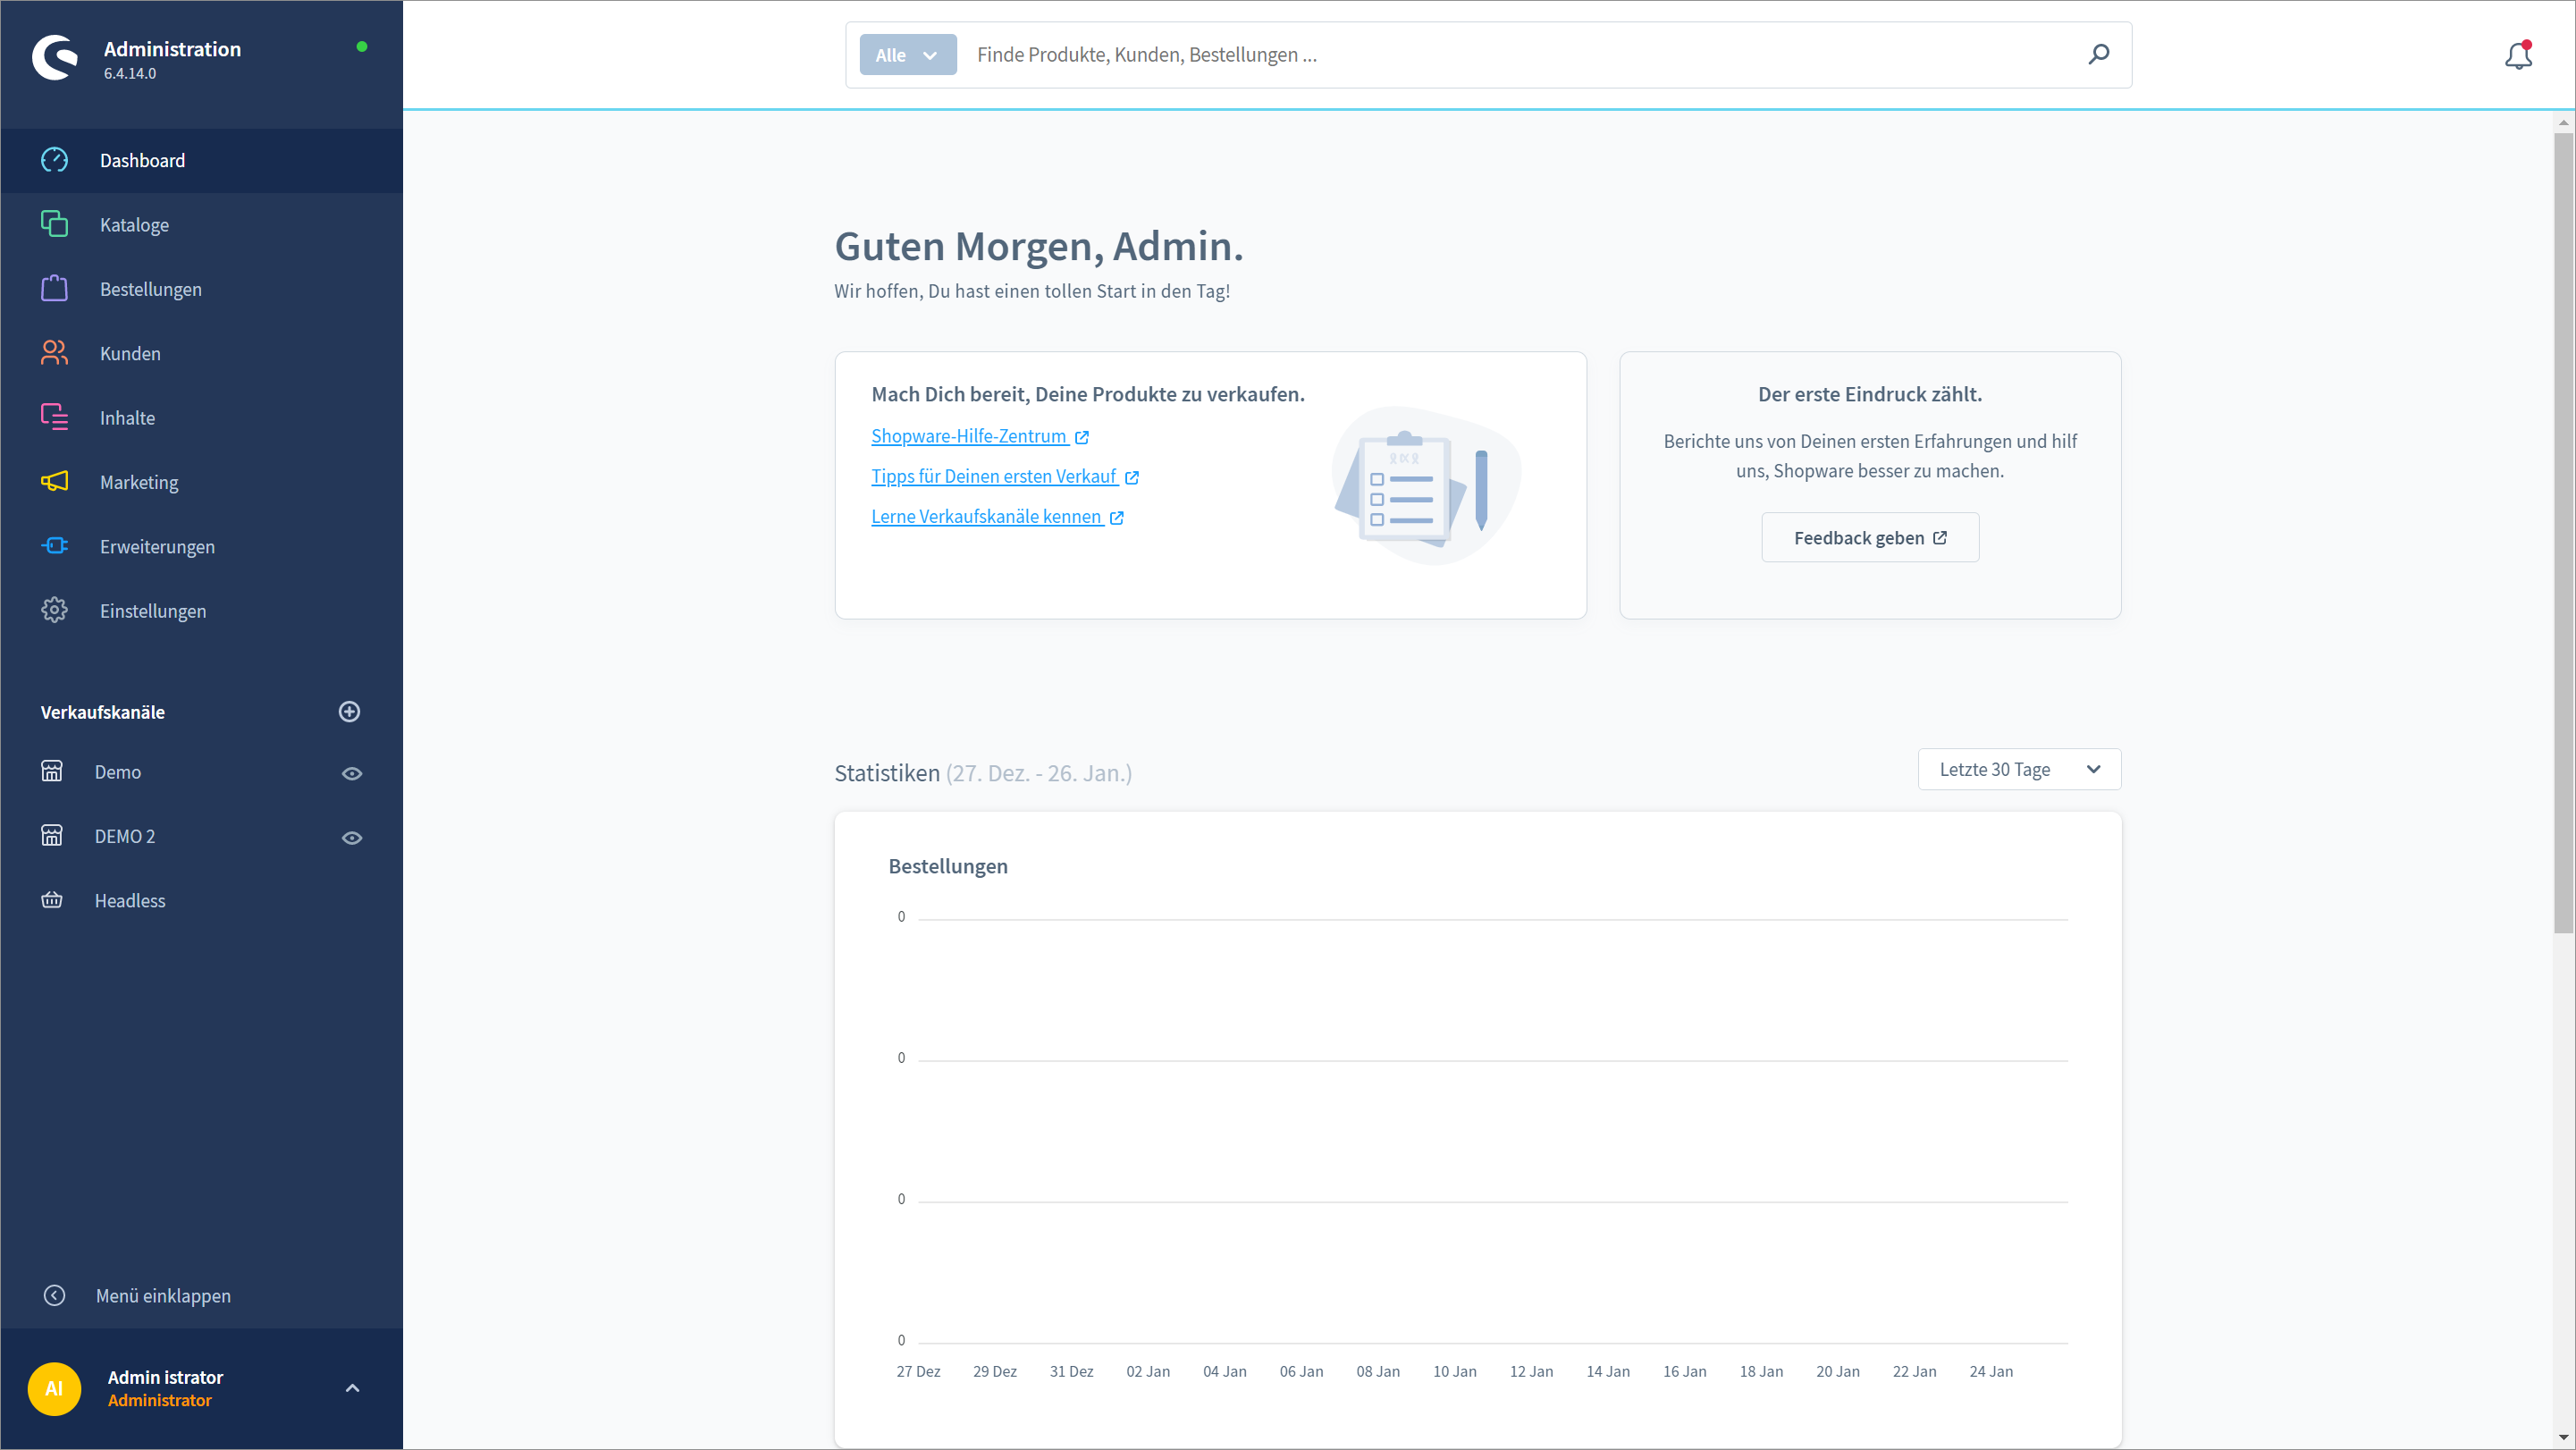 Administration
6.4.14.0
Dashboard
Kataloge
Bestellungen
Kunden
Inhalte
Marketing
Erweiterungen
Einstellungen
Verkaufskanäle
Demo
DEMO 2
Headless
Menü einklappen
AI
Admin istrator
Administrator
Alle
Finde Produkte, Kunden, Bestellungen ...
Guten Morgen, Admin.
Wir hoffen, Du hast einen tollen Start in den Tag!
Mach Dich bereit, Deine Produkte zu verkaufen.
Shopware-Hilfe-Zentrum
Tipps für Deinen ersten Verkauf
Lerne Verkaufskanäle kennen
Der erste Eindruck zählt.
Berichte uns von Deinen ersten Erfahrungen und hilf
uns, Shopware besser zu machen.
Feedback geben
Statistiken (27. Dez. - 26. Jan.)
Letzte 30 Tage
Bestellungen
0
0
0
0
27 Dez 29 Dez 31 Dez 02 Jan 04 Jan 06 Jan 08 Jan 10 Jan 12 Jan 14 Jan 16 Jan 18 Jan 20 Jan 22 Jan 24 Jan